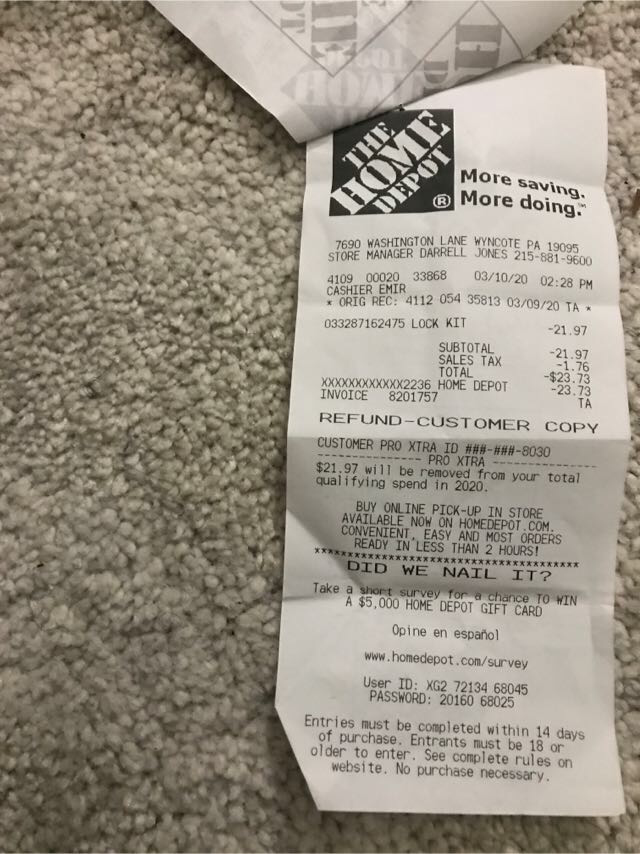 THE
HOME
DEPOT
®
More saving.
More doing.™
7690 WASHINGTON LANE WYNCOTE PA 19095
STORE MANAGER DARRELL JONES 215-881-9600
4109 00020 33868 03/10/20 02:28 PM
CASHIER EMIR
* ORIG REC: 4112 054 35813 03/09/20 TA *
033287162475 LOCK KIT -21.97
SUBTOTAL -21.97
SALES TAX -1.76
TOTAL -$23.73
XXXXXXXXXXXX2236 HOME DEPOT -23.73
INVOICE 8201757 TA
REFUND-CUSTOMER COPY
CUSTOMER PRO XTRA ID ###-###-8030
--------------- PRO XTRA ---------------
$21.97 will be removed from your total
qualifying spend in 2020.
BUY ONLINE PICK-UP IN STORE
AVAILABLE NOW ON HOMEDEPOT.COM.
CONVENIENT, EASY AND MOST ORDERS
READY IN LESS THAN 2 HOURS!
****************************************
DID WE NAIL IT?
Take a short survey for a chance TO WIN
A $5,000 HOME DEPOT GIFT CARD
Opine en español
www.homedepot.com/survey
User ID: XG2 72134 68045
PASSWORD: 20160 68025
Entries must be completed within 14 days
of purchase. Entrants must be 18 or
older to enter. See complete rules on
website. No purchase necessary.